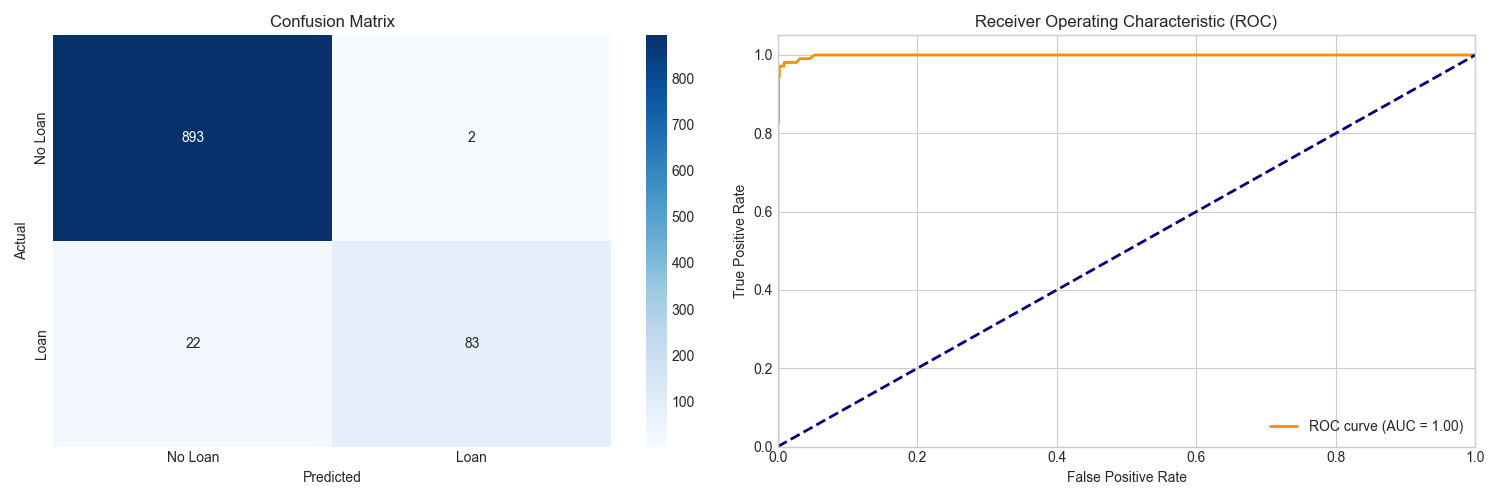 Confusion Matrix
No Loan
Loan
Actual
893
2
22
83
No Loan
Loan
Predicted
800
700
600
500
400
300
200
100
Receiver Operating Characteristic (ROC)
True Positive Rate
1.0
0.8
0.6
0.4
0.2
0.0
0.0
0.2
0.4
0.6
0.8
1.0
False Positive Rate
ROC curve (AUC = 1.00)